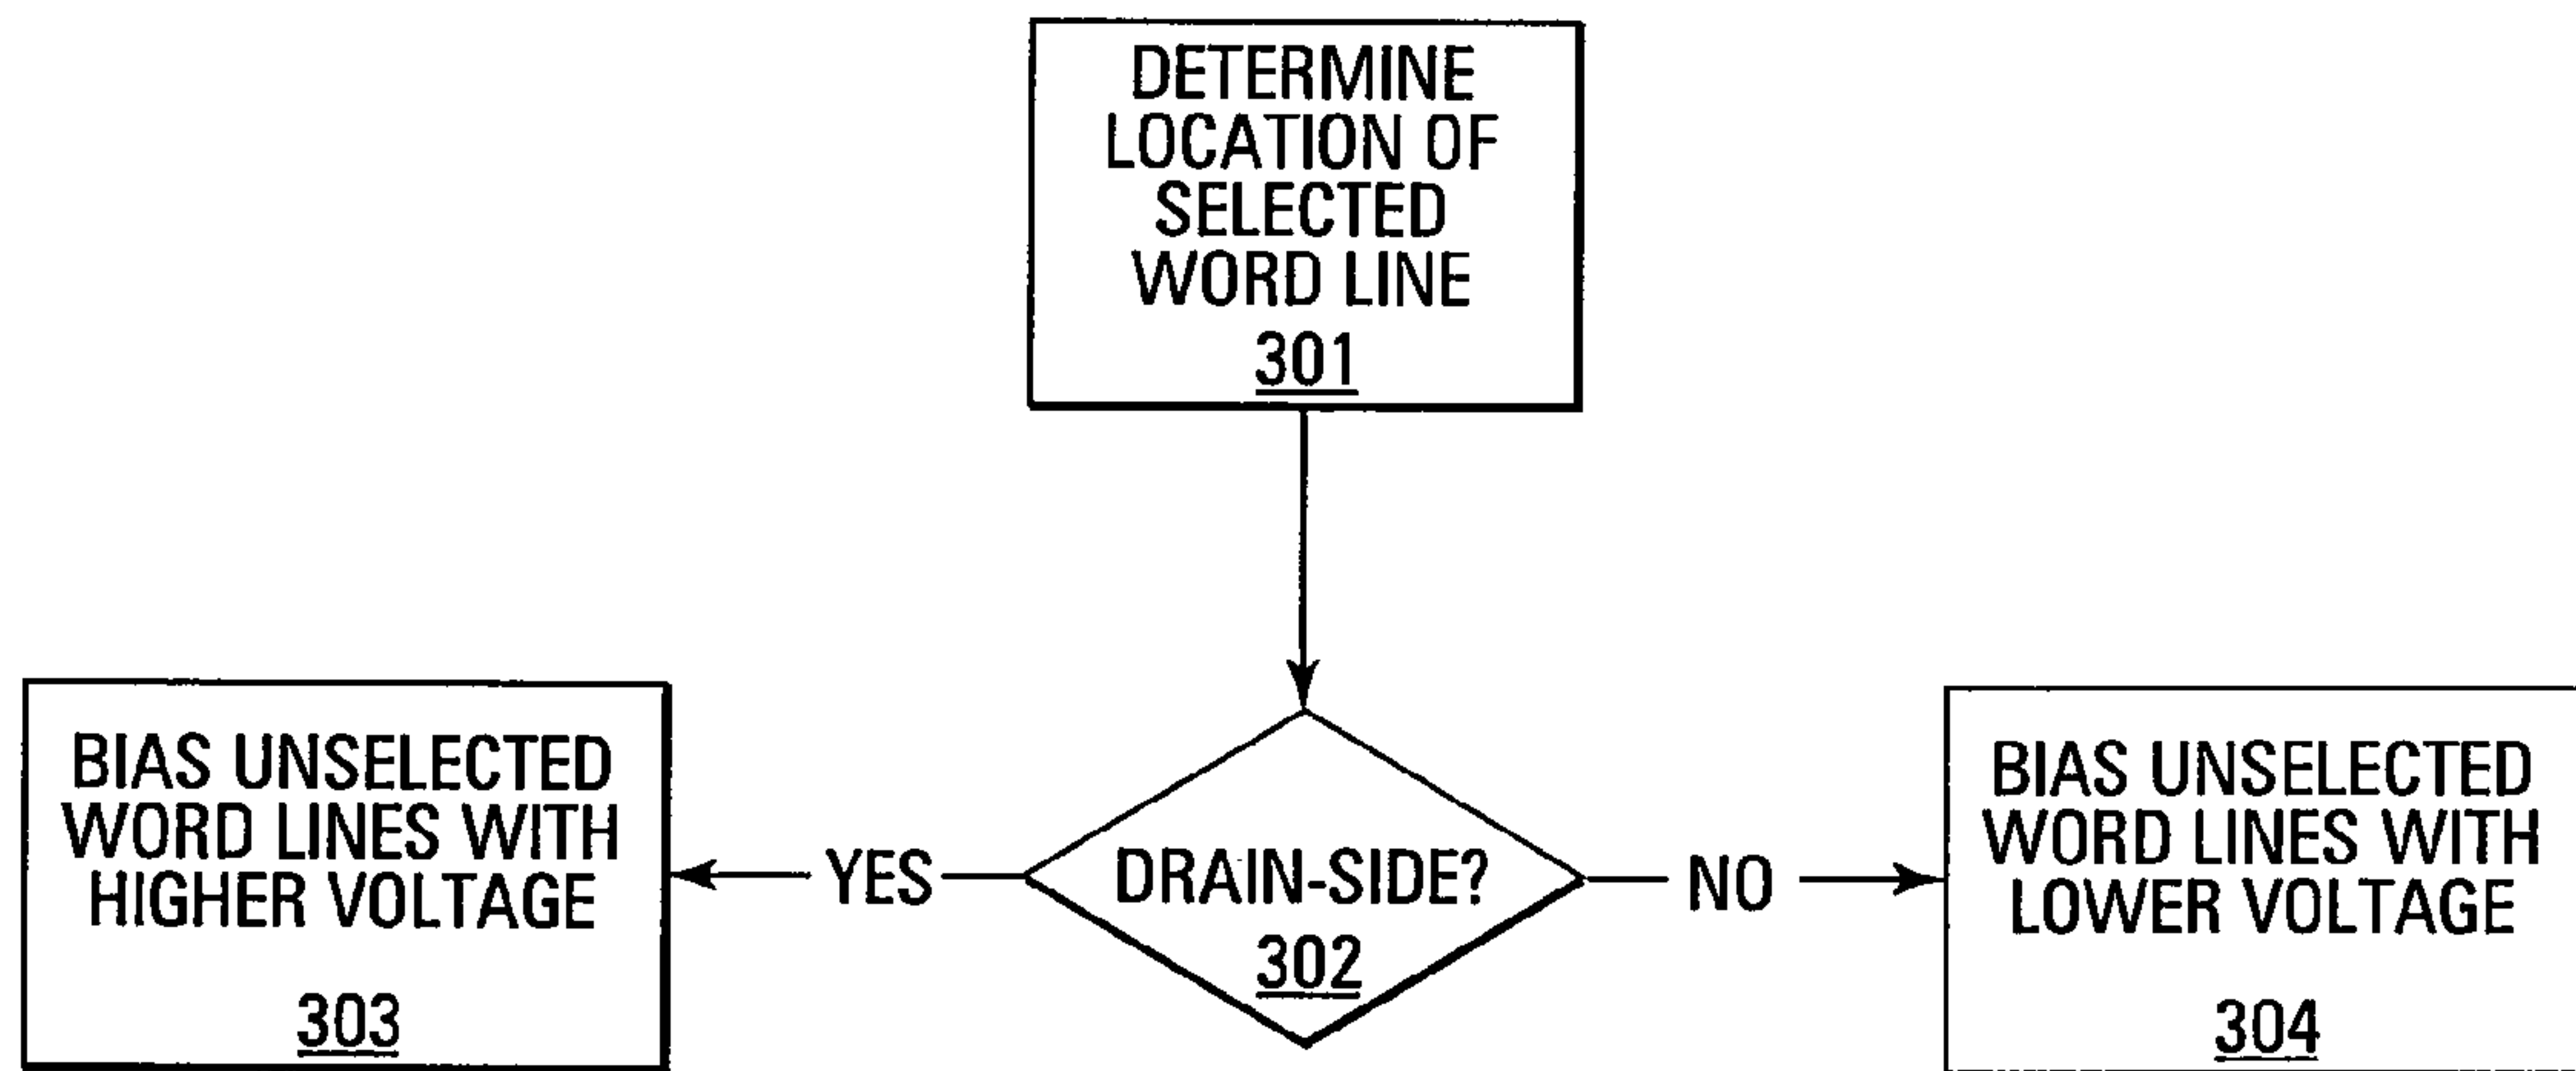 DETERMINE
LOCATION OF
SELECTED
WORD LINE
301
BIAS UNSELECTED
WORD LINES WITH
HIGHER VOLTAGE
303
YES
DRAIN-SIDE?
302
NO
BIAS UNSELECTED
WORD LINES WITH
LOWER VOLTAGE
304